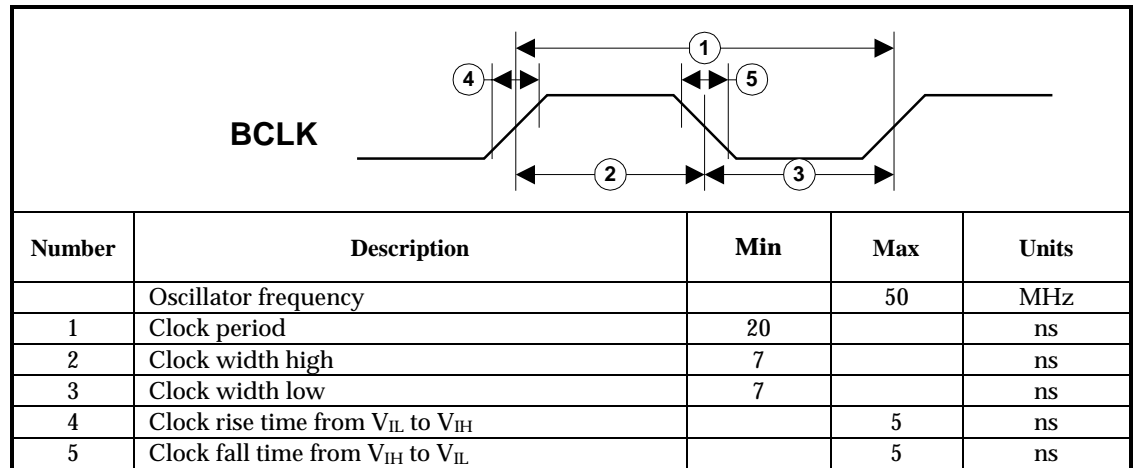 1
4
5
BCLK
2
3
Number Description Min Max Units
Oscillator frequency 50 MHz
1 Clock period 20 ns
2 Clock width high 7 ns
3 Clock width low 7 ns
4 Clock rise time from VIL to VIH 5 ns
5 Clock fall time from VIH to VIL 5 ns